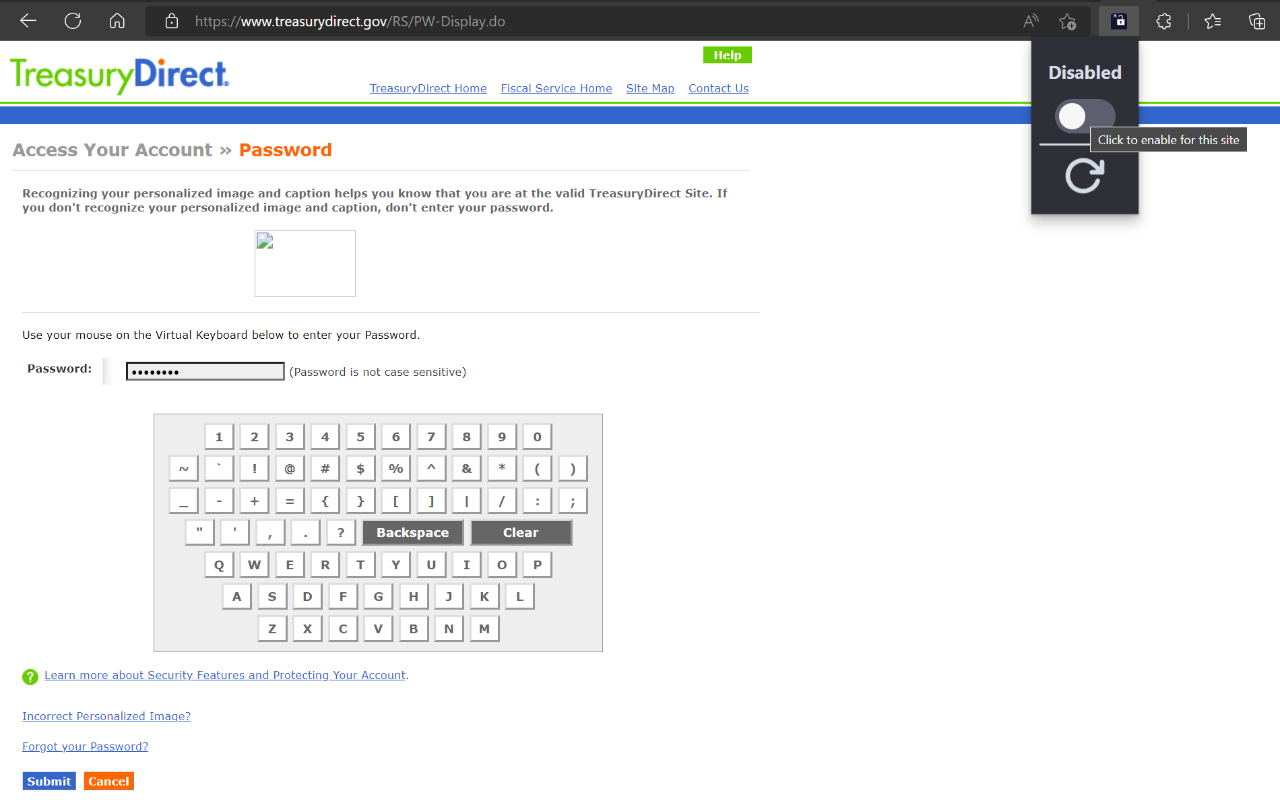 https://www.treasurydirect.gov/RS/PW-Display.do
Disabled
Click to enable for this site
Help
TreasuryDirect.
TreasuryDirect Home Fiscal Service Home Site Map Contact Us
Access Your Account » Password
Recognizing your personalized image and caption helps you know that you are at the valid TreasuryDirect Site. If
you don't recognize your personalized image and caption, don't enter your password.
Use your mouse on the Virtual Keyboard below to enter your Password.
Password: •••••••• (Password is not case sensitive)
1 2 3 4 5 6 7 8 9 0
~ ` ! @ # $ % ^ & * ( )
_ - + = { } [ ] | / : ;
" ' , . ? Backspace Clear
Q W E R T Y U I O P
A S D F G H J K L
Z X C V B N M
? Learn more about Security Features and Protecting Your Account.
Incorrect Personalized Image?
Forgot your Password?
Submit Cancel